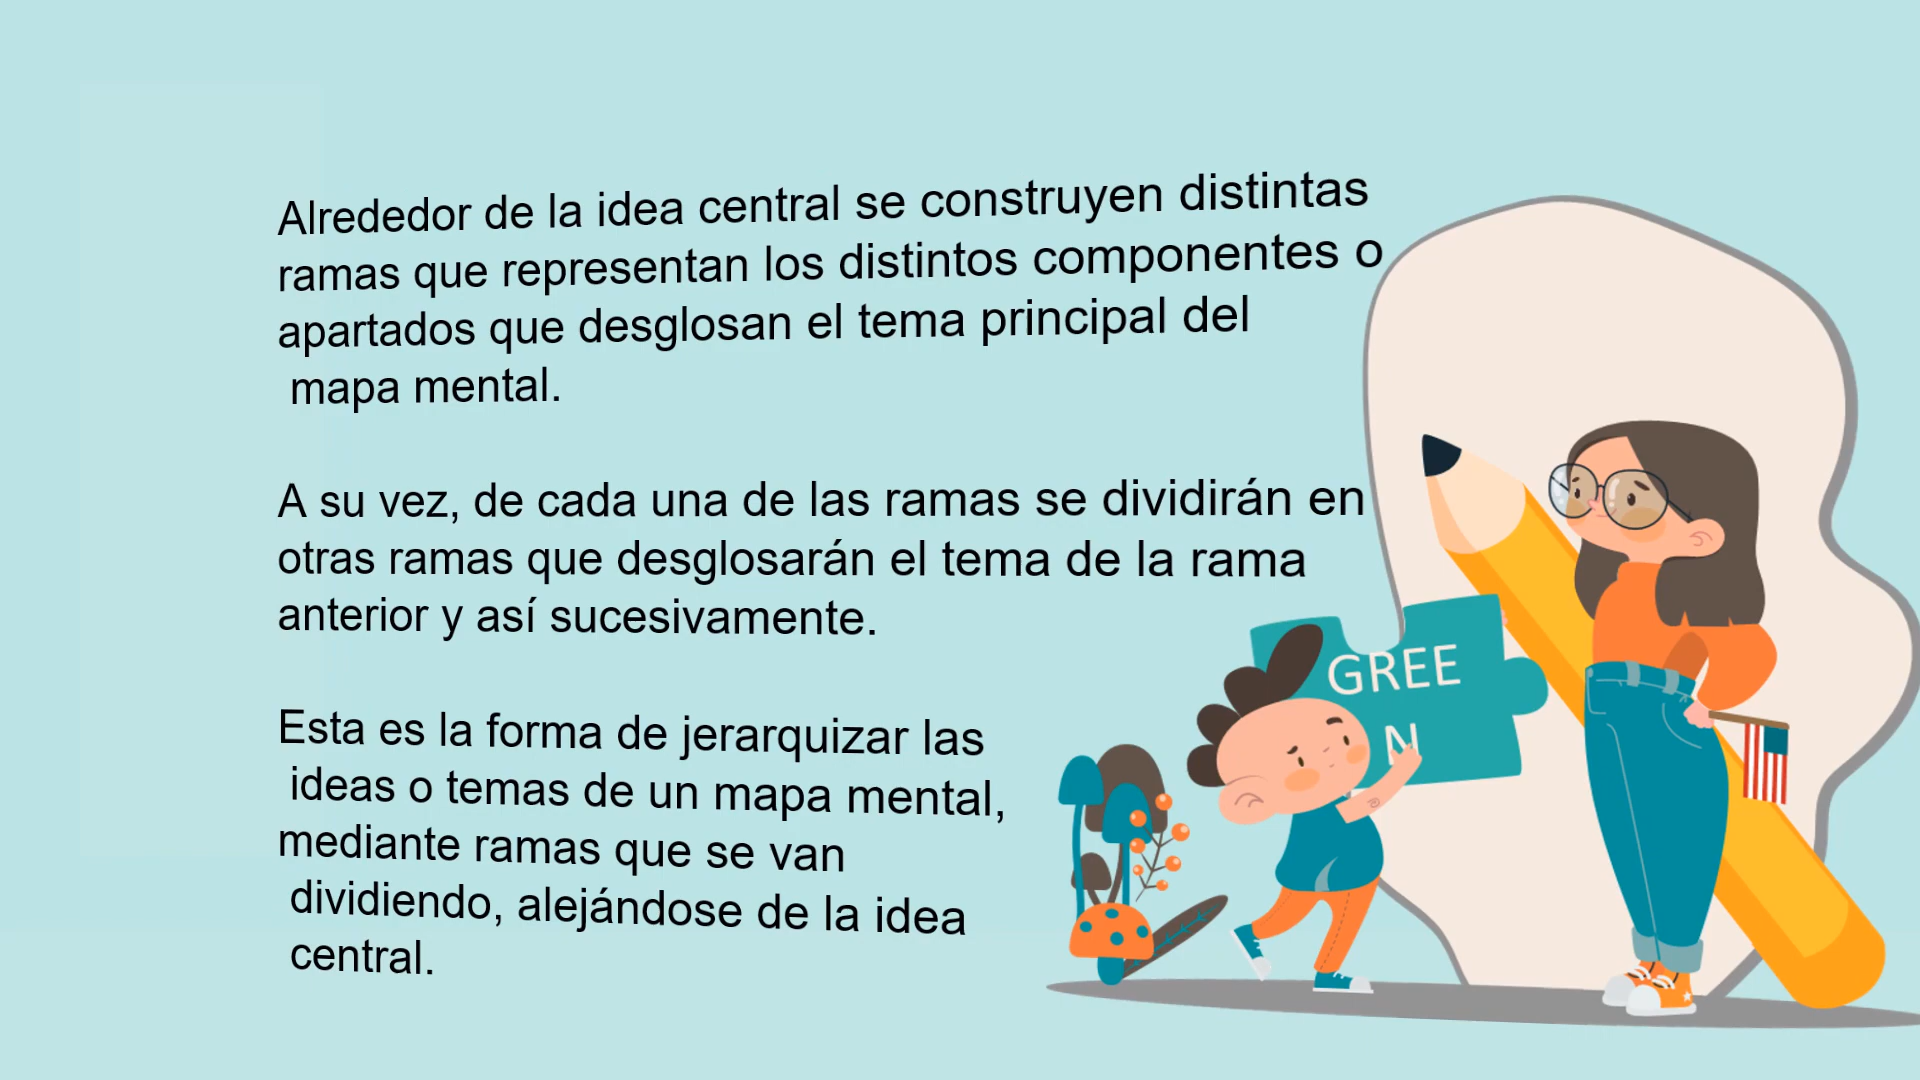 Alrededor de la idea central se construyen distintas
ramas que representan los distintos componentes o
apartados que desglosan el tema principal del
mapa mental.
A su vez, de cada una de las ramas se dividirán en
otras ramas que desglosarán el tema de la rama
anterior y así sucesivamente.
Esta es la forma de jerarquizar las
ideas o temas de un mapa mental,
mediante ramas que se van
dividiendo, alejándose de la idea
central.
GREE
N